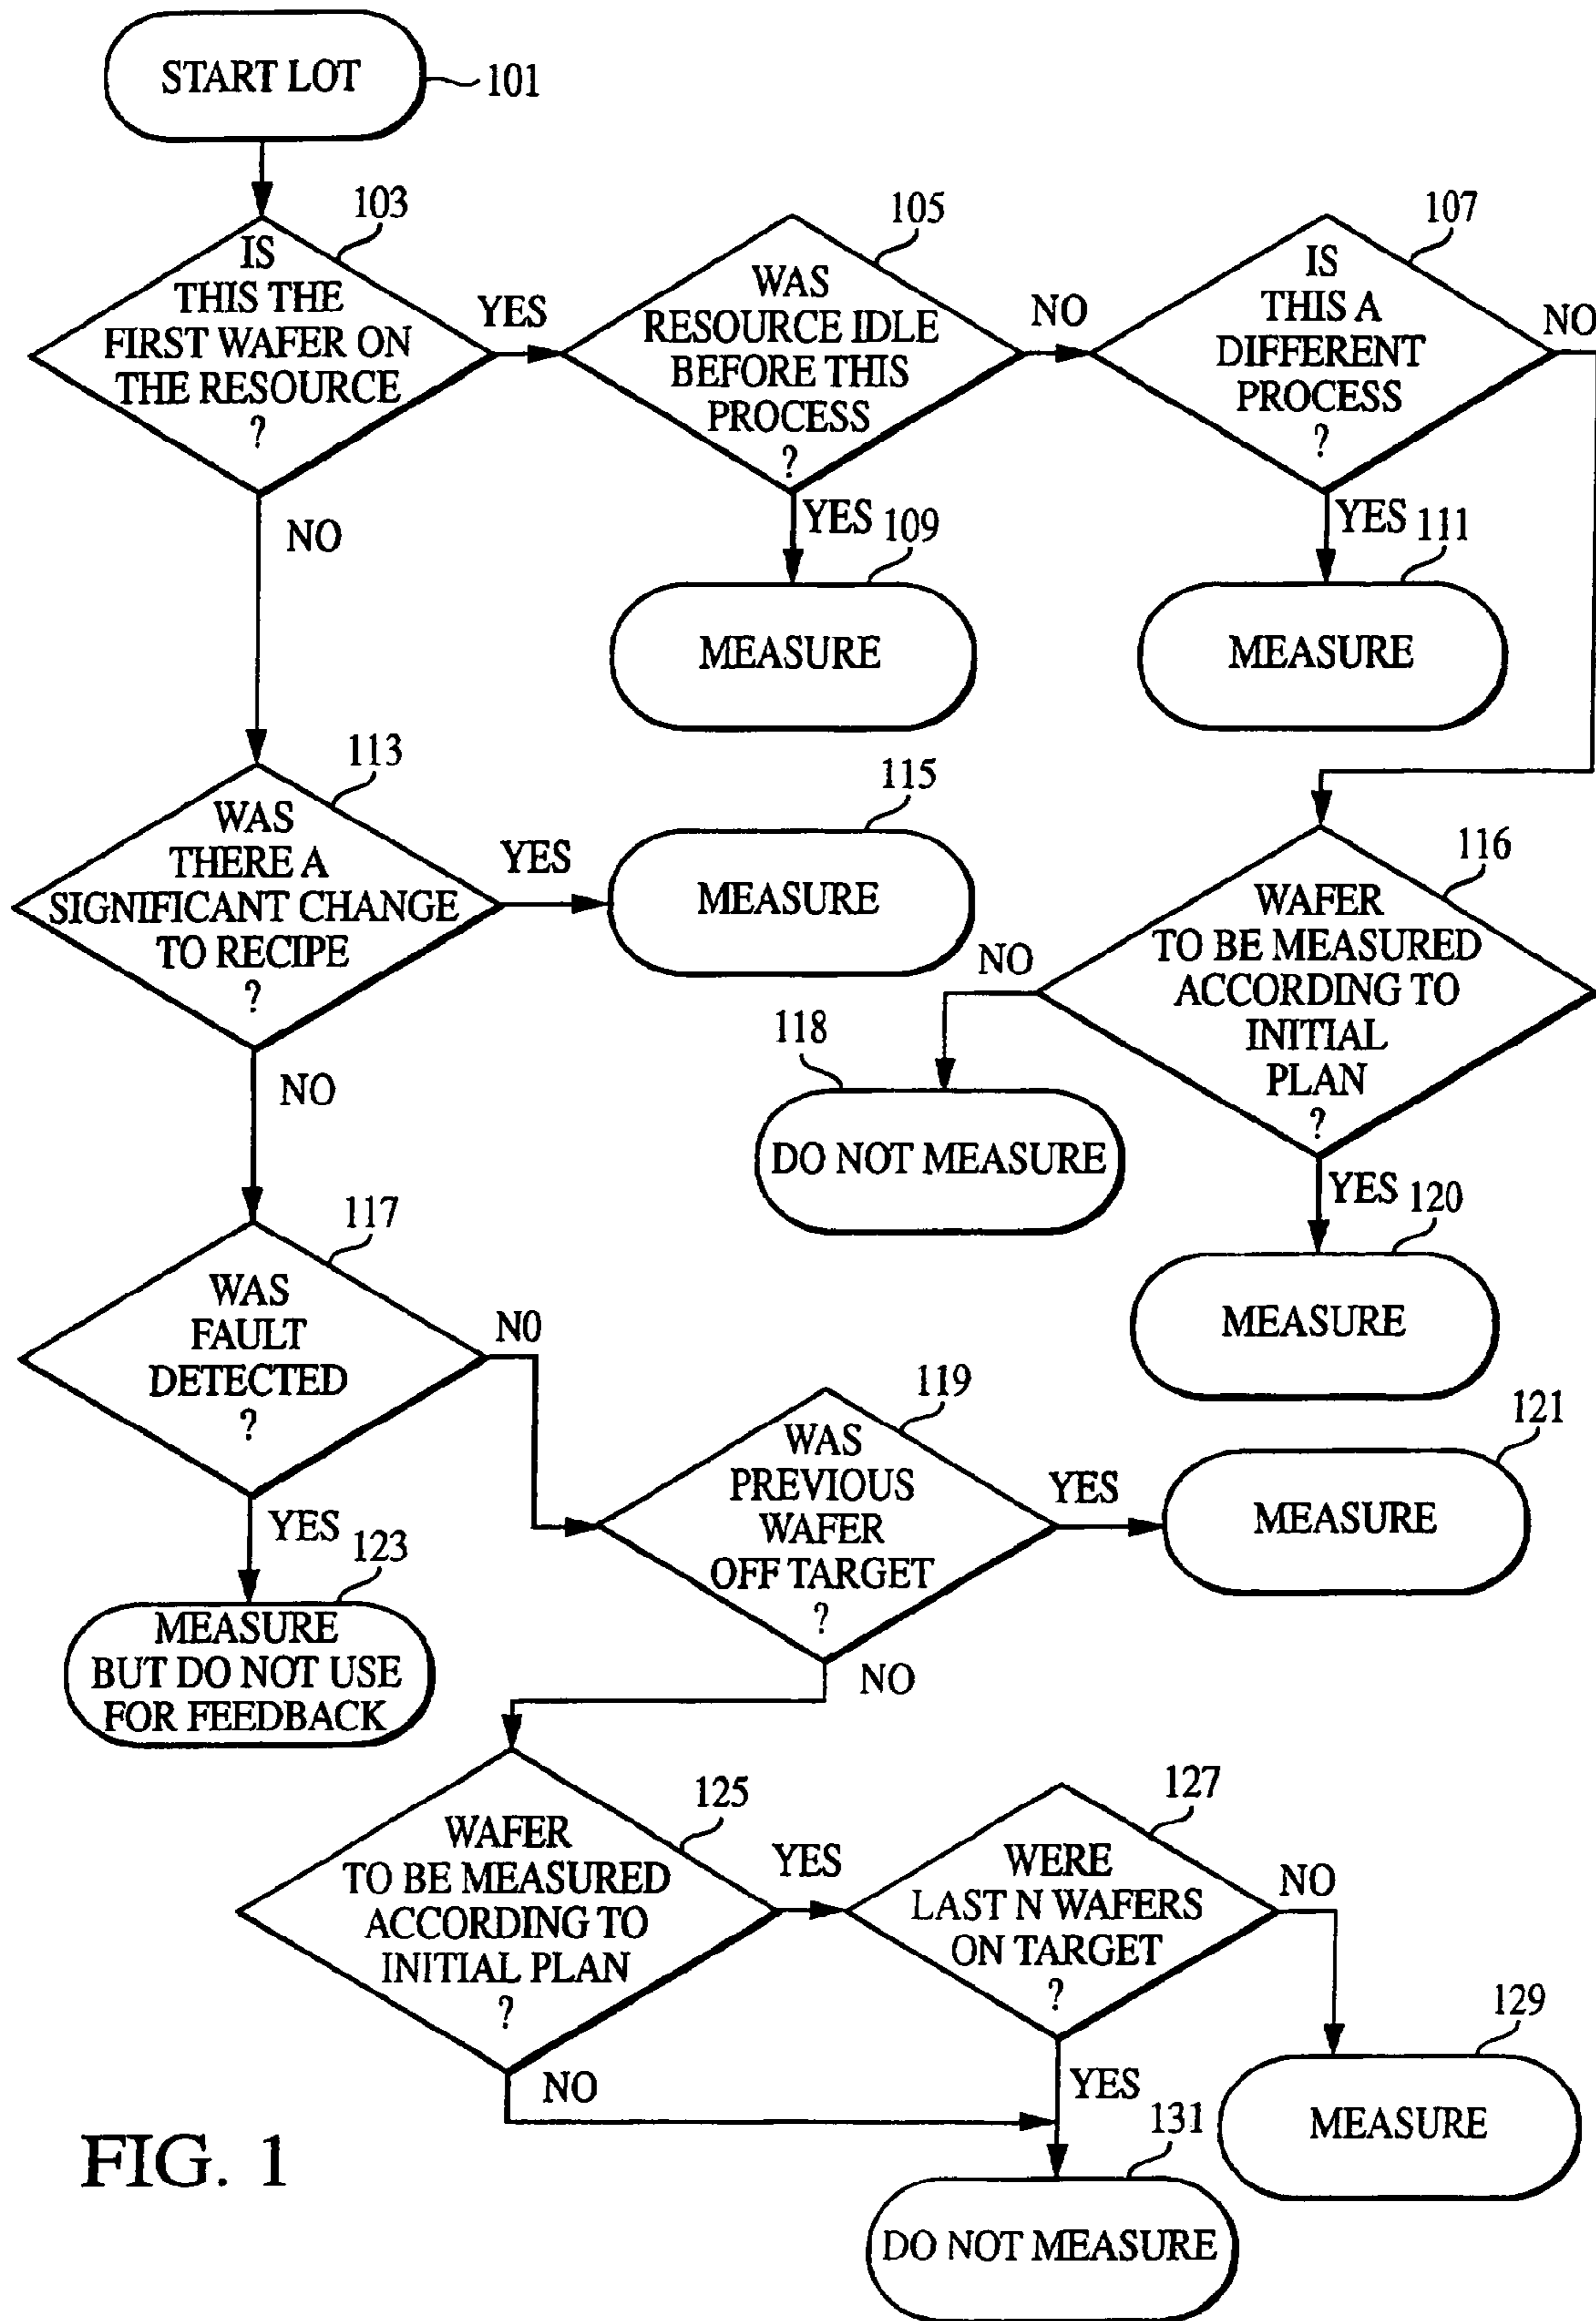 START LOT
101
103
IS
THIS THE
FIRST WAFER ON
THE RESOURCE
?
YES
NO
105
WAS
RESOURCE IDLE
BEFORE THIS
PROCESS
?
NO
YES
109
MEASURE
107
IS
THIS A
DIFFERENT
PROCESS
?
NO
YES
111
MEASURE
113
WAS
THERE A
SIGNIFICANT CHANGE
TO RECIPE
?
YES
NO
115
MEASURE
116
WAFER
TO BE MEASURED
ACCORDING TO
INITIAL
PLAN
?
NO
118
DO NOT MEASURE
YES
120
MEASURE
117
WAS
FAULT
DETECTED
?
NO
YES
123
MEASURE
BUT DO NOT USE
FOR FEEDBACK
119
WAS
PREVIOUS
WAFER
OFF TARGET
?
YES
NO
121
MEASURE
125
WAFER
TO BE MEASURED
ACCORDING TO
INITIAL PLAN
?
YES
NO
127
WERE
LAST N WAFERS
ON TARGET
?
NO
YES
129
MEASURE
131
DO NOT MEASURE
FIG. 1